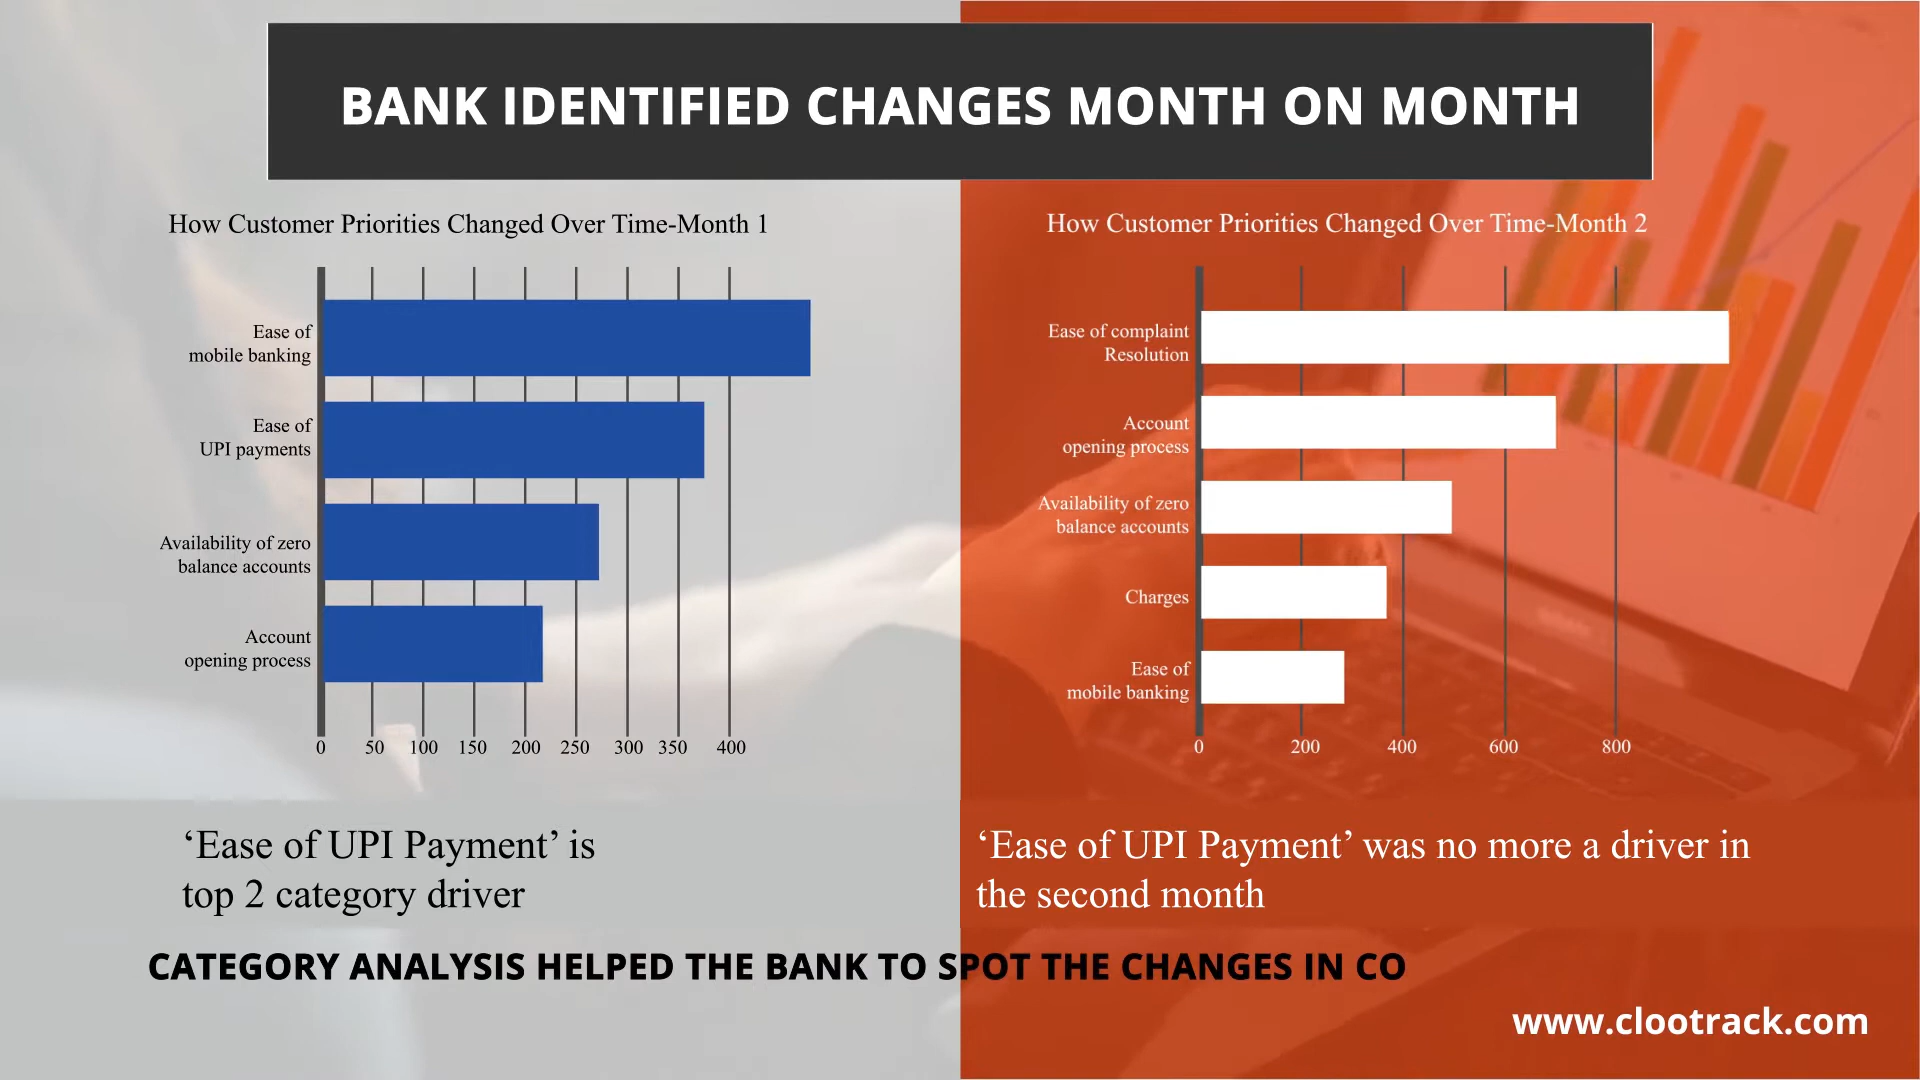 BANK IDENTIFIED CHANGES MONTH ON MONTH
How Customer Priorities Changed Over Time-Month 1
Ease of
mobile banking
Ease of
UPI payments
Availability of zero
balance accounts
Account
opening process
0 50 100 150 200 250 300 350 400
‘Ease of UPI Payment’ is
top 2 category driver
How Customer Priorities Changed Over Time-Month 2
Ease of complaint
Resolution
Account
opening process
Availability of zero
balance accounts
Charges
Ease of
mobile banking
0 200 400 600 800
‘Ease of UPI Payment’ was no more a driver in
the second month
CATEGORY ANALYSIS HELPED THE BANK TO SPOT THE CHANGES IN CO
www.clootrack.com